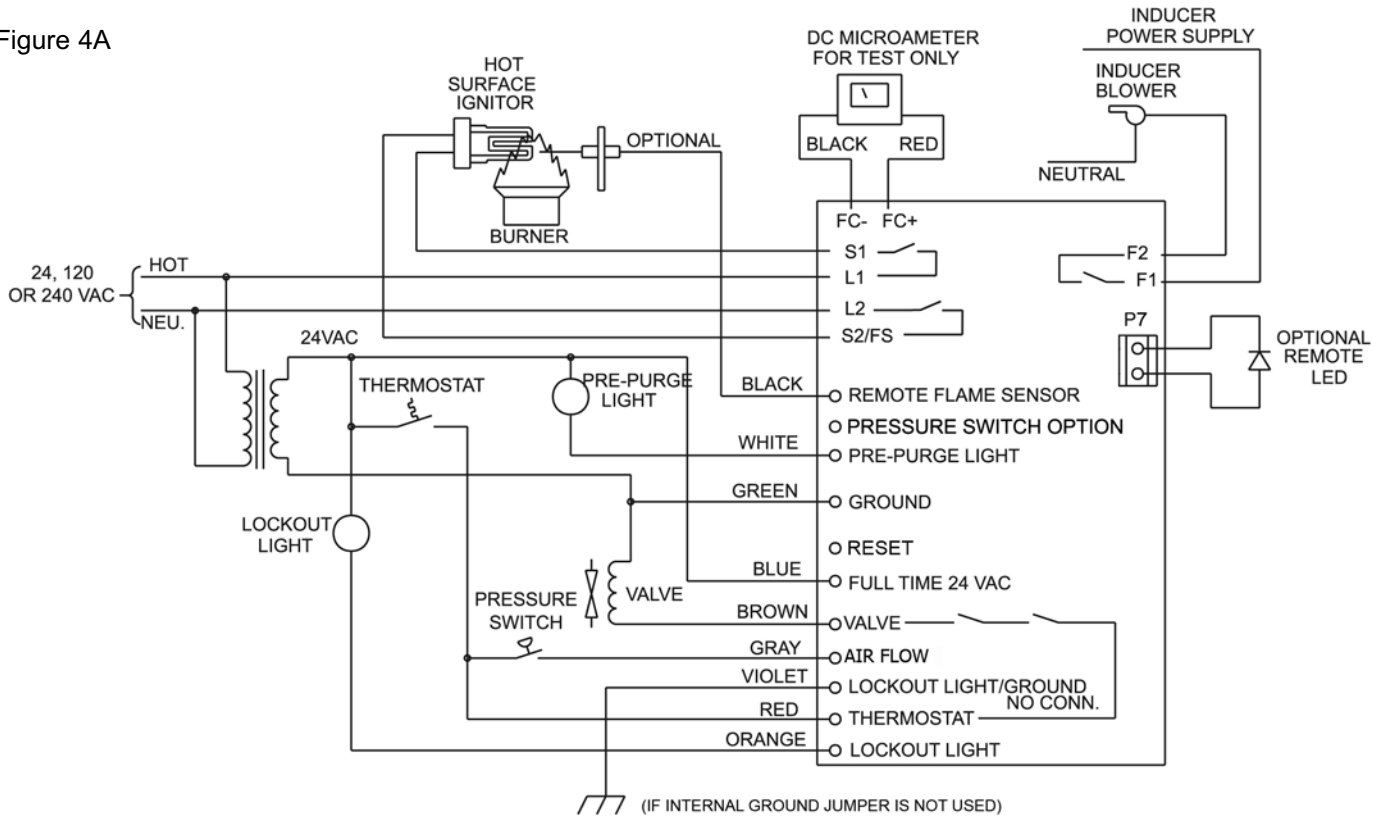 Figure 4A
HOT
SURFACE
IGNITOR
OPTIONAL
BURNER
DC MICROAMETER
FOR TEST ONLY
BLACK
RED
INDUCER
POWER SUPPLY
INDUCER
BLOWER
NEUTRAL
FC-
FC+
S1
L1
L2
S2/FS
F2
F1
P7
OPTIONAL
REMOTE
LED
24, 120
OR 240 VAC
HOT
NEU.
24VAC
THERMOSTAT
PRE-PURGE
LIGHT
LOCKOUT
LIGHT
PRESSURE
SWITCH
VALVE
BLACK
REMOTE FLAME SENSOR
PRESSURE SWITCH OPTION
WHITE
PRE-PURGE LIGHT
GREEN
GROUND
RESET
BLUE
FULL TIME 24 VAC
BROWN
VALVE
GRAY
AIR FLOW
VIOLET
LOCKOUT LIGHT/GROUND
NO CONN.
RED
THERMOSTAT
ORANGE
LOCKOUT LIGHT
(IF INTERNAL GROUND JUMPER IS NOT USED)